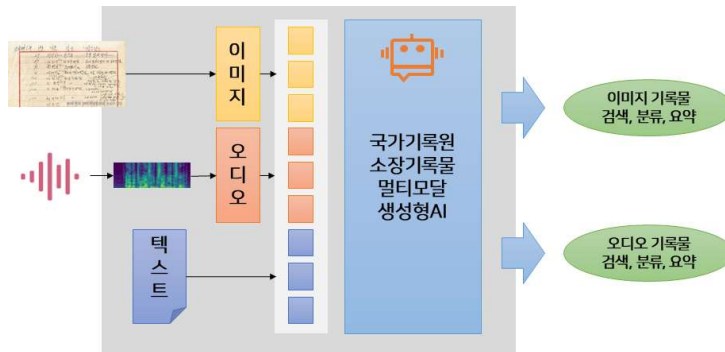 이미지
오디오
텍스트
국가기록원
소장기록물
멀티모달
생성형AI
이미지 기록물
검색, 분류, 요약
오디오 기록물
검색, 분류, 요약